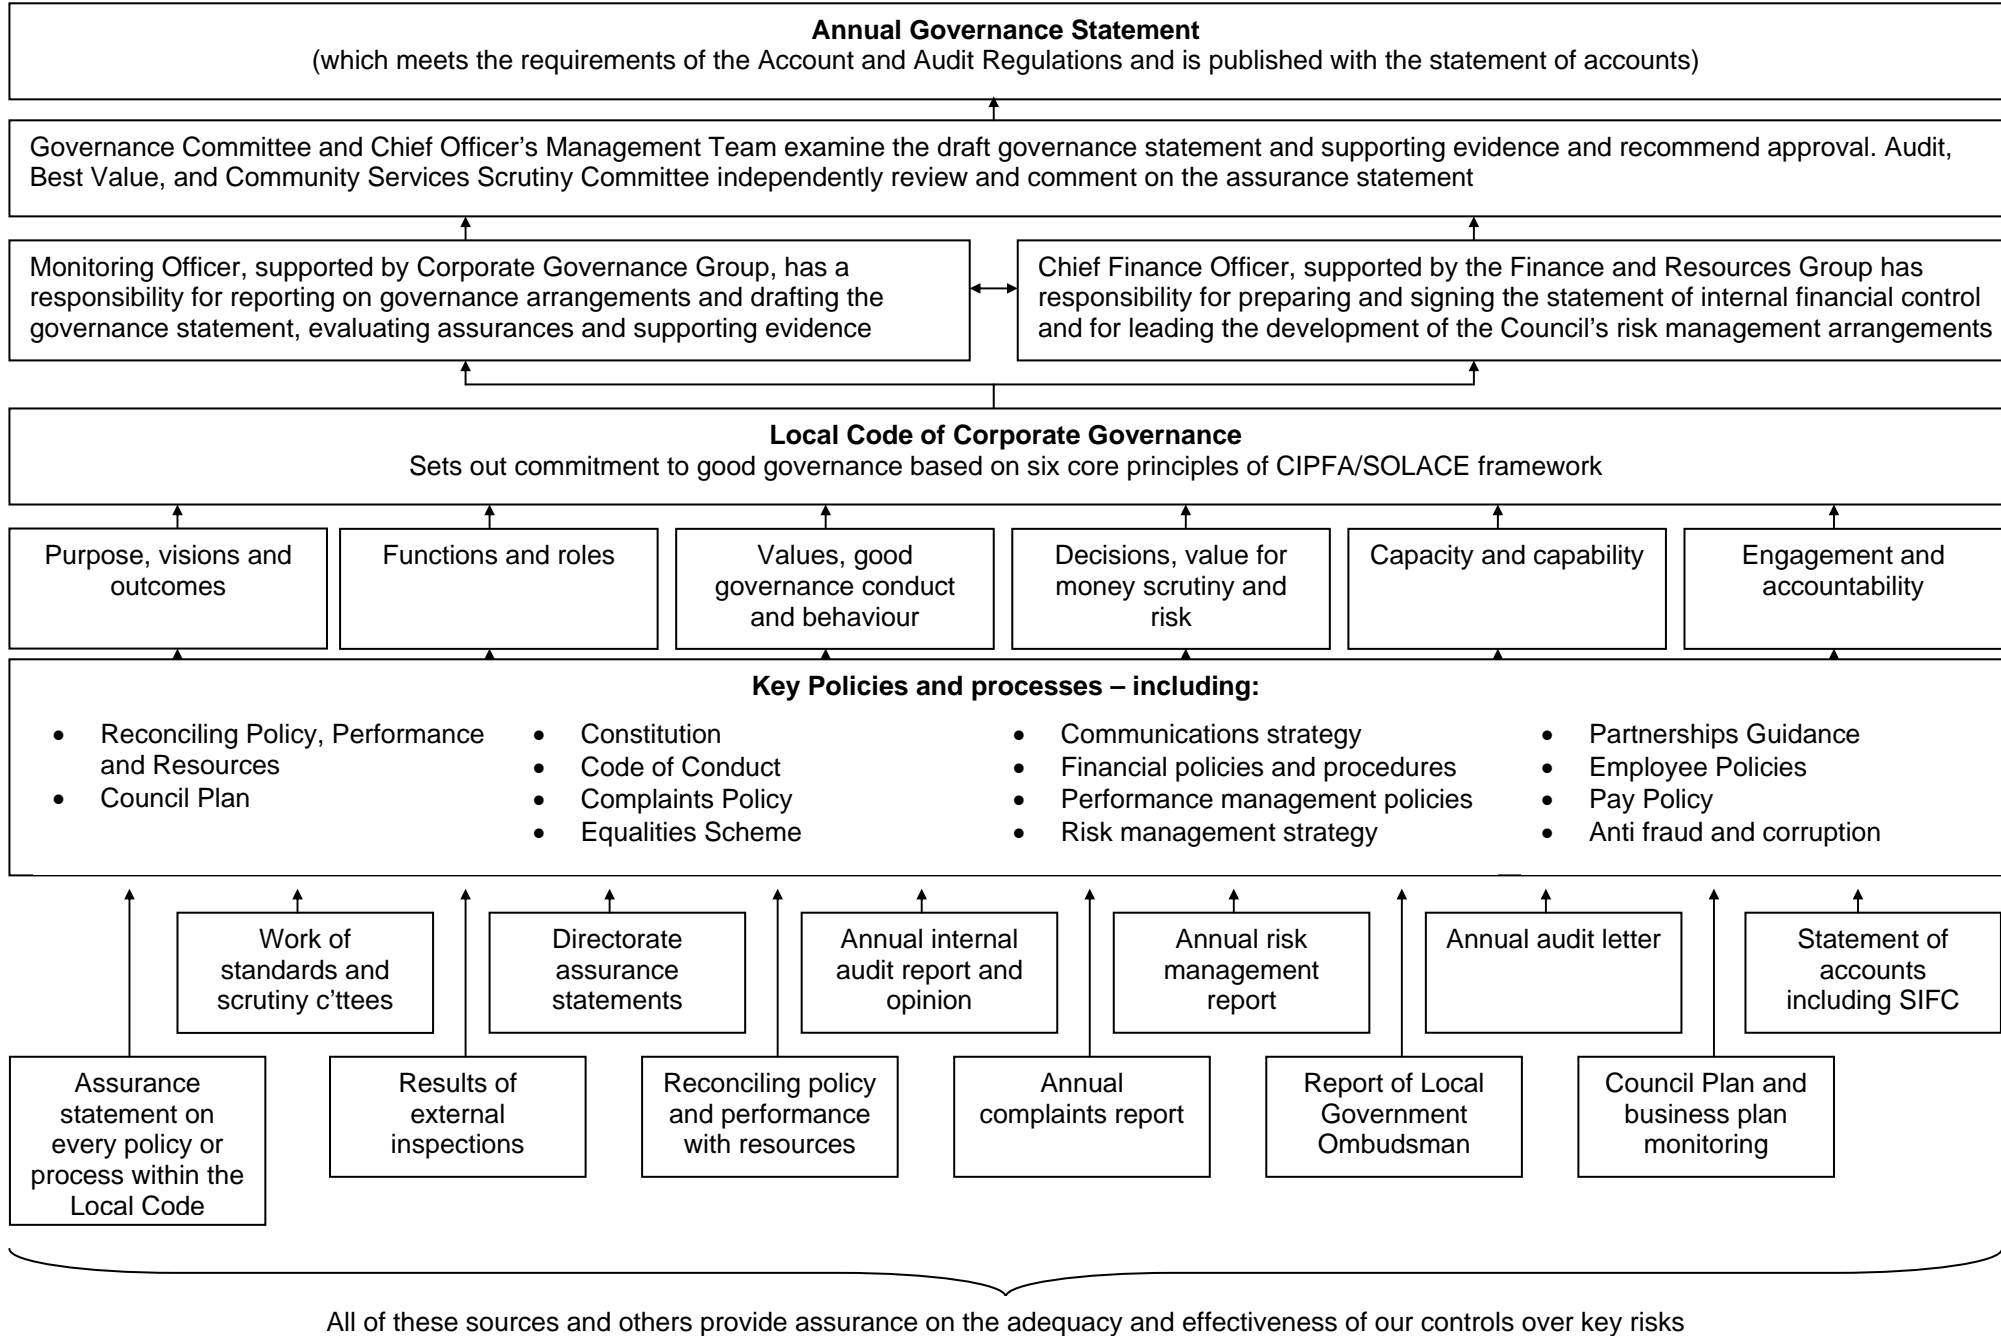 Annual Governance Statement
(which meets the requirements of the Account and Audit Regulations and is published with the statement of accounts)
Governance Committee and Chief Officer’s Management Team examine the draft governance statement and supporting evidence and recommend approval. Audit,
Best Value, and Community Services Scrutiny Committee independently review and comment on the assurance statement
Monitoring Officer, supported by Corporate Governance Group, has a
responsibility for reporting on governance arrangements and drafting the
governance statement, evaluating assurances and supporting evidence
Chief Finance Officer, supported by the Finance and Resources Group has
responsibility for preparing and signing the statement of internal financial control
and for leading the development of the Council’s risk management arrangements
Local Code of Corporate Governance
Sets out commitment to good governance based on six core principles of CIPFA/SOLACE framework
Purpose, visions and
outcomes
Functions and roles
Values, good
governance conduct
and behaviour
Decisions, value for
money scrutiny and
risk
Capacity and capability
Engagement and
accountability
Key Policies and processes – including:
• Reconciling Policy, Performance
and Resources
• Council Plan
• Constitution
• Code of Conduct
• Complaints Policy
• Equalities Scheme
• Communications strategy
• Financial policies and procedures
• Performance management policies
• Risk management strategy
• Partnerships Guidance
• Employee Policies
• Pay Policy
• Anti fraud and corruption
Work of
standards and
scrutiny c’ttees
Directorate
assurance
statements
Annual internal
audit report and
opinion
Annual risk
management
report
Annual audit letter
Statement of
accounts
including SIFC
Assurance
statement on
every policy or
process within the
Local Code
Results of
external
inspections
Reconciling policy
and performance
with resources
Annual
complaints report
Report of Local
Government
Ombudsman
Council Plan and
business plan
monitoring
All of these sources and others provide assurance on the adequacy and effectiveness of our controls over key risks